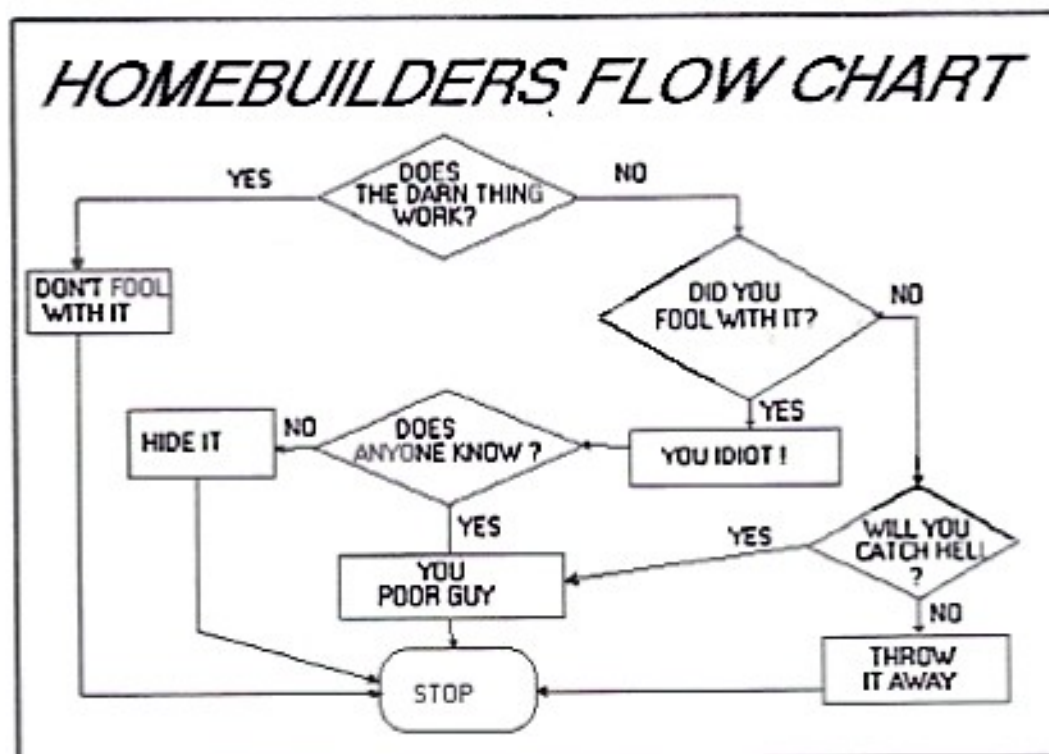 HOMEBUILDERS FLOW CHART
DOES
THE DARN THING
WORK?
YES
NO
DON'T FOOL
WITH IT
DID YOU
FOOL WITH IT?
NO
YES
HIDE IT
NO
DOES
ANYONE KNOW ?
YOU IDIOT !
YES
YES
WILL YOU
CATCH HELL
?
YOU
POOR GUY
NO
THROW
IT AWAY
STOP